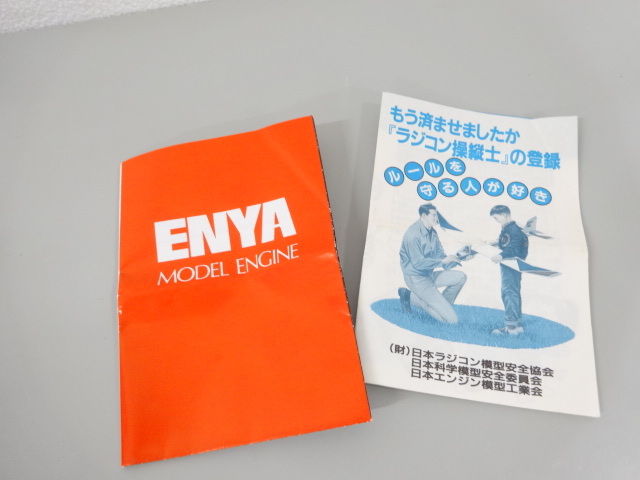 ENYA
MODEL ENGINE
もう済ませましたか
『ラジコン操縦士』の登録
ルールを
守る人が好き
(財)日本ラジコン模型安全協会
日本科学模型安全委員会
日本エンジン模型工業会